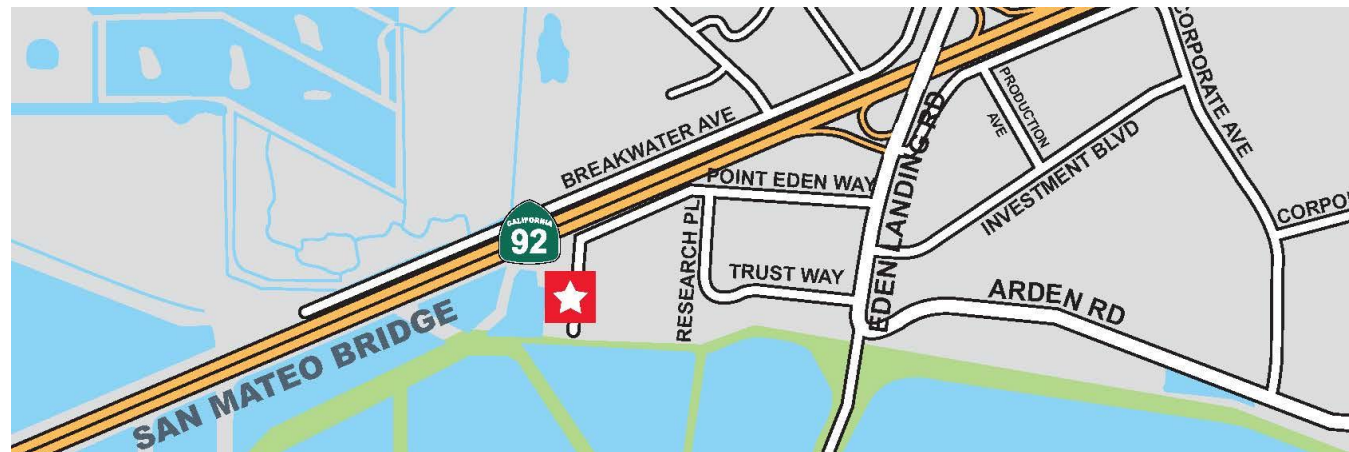 BREAKWATER AVE
CALIFORNIA
92
SAN MATEO BRIDGE
POINT EDEN WAY
RESEARCH PL
TRUST WAY
EDEN LANDING RD
PRODUCTION
AVE
INVESTMENT BLVD
CORPORATE AVE
CORPO
ARDEN RD